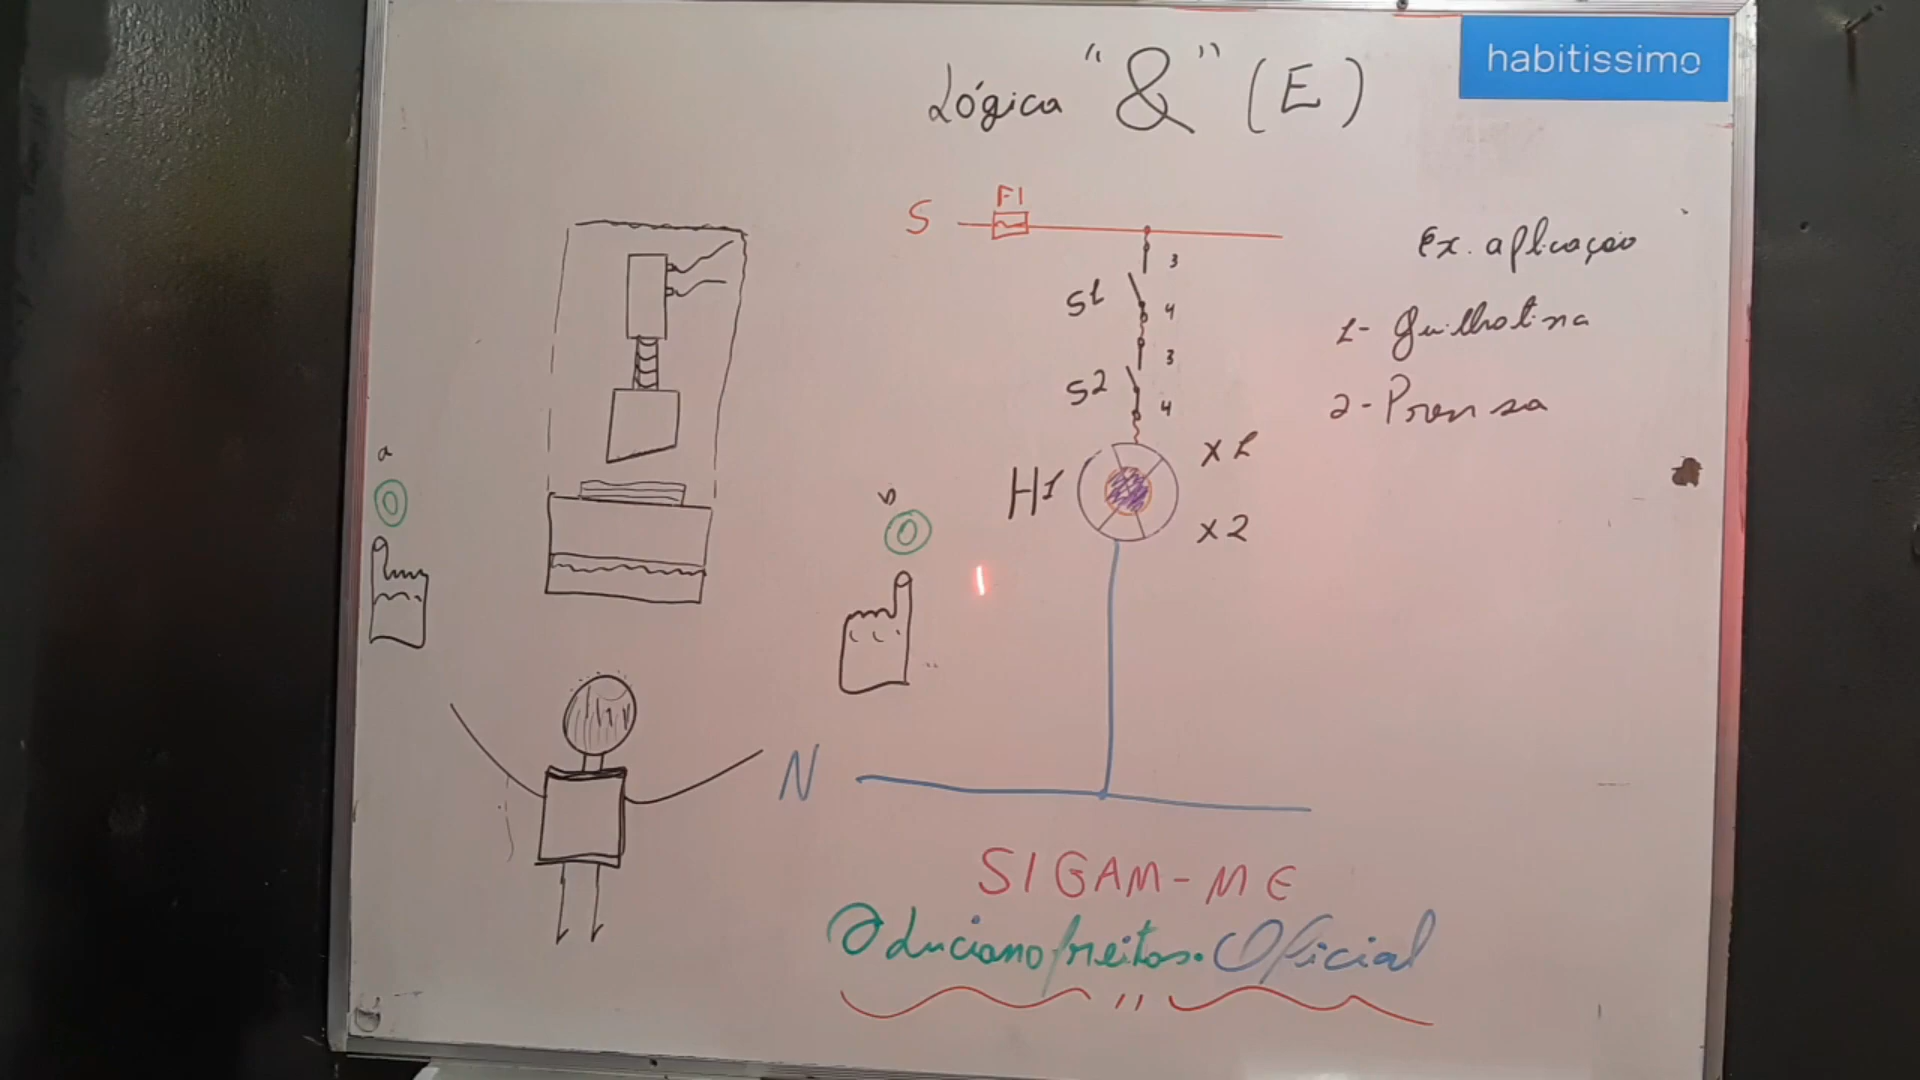 habitissimo
Lógica "&" (E)
F1
S
Ex. aplicação
3
S1
4
1- Guilhotina
3
S2
4
2- Prensa
a
b
H1
X1
X2
N
SIGAM-ME
@Lucianofreitas.Oficial